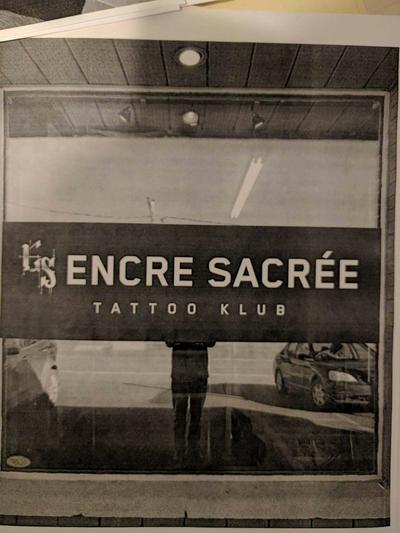 ES ENCRE SACRÉE
TATTOO KLUB